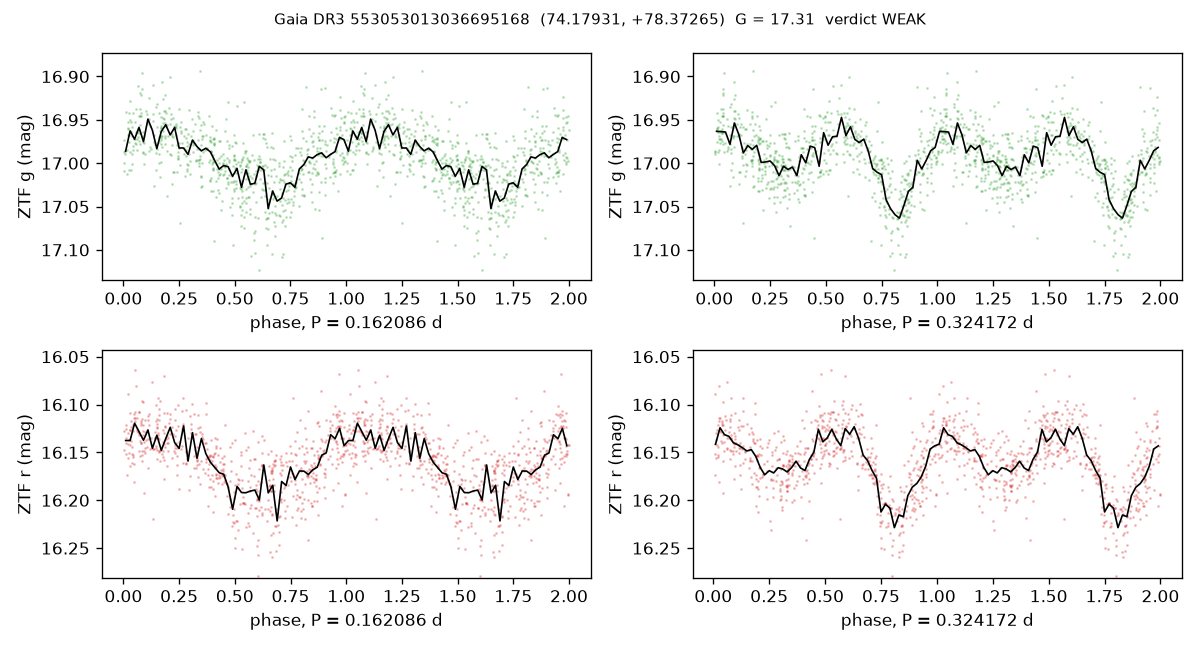 Gaia DR3 553053013036695168  (74.17931, +78.37265)  G = 17.31  verdict WEAK
ZTF g (mag)
16.90
16.95
17.00
17.05
17.10
0.00 0.25 0.50 0.75 1.00 1.25 1.50 1.75 2.00
phase, P = 0.162086 d
ZTF g (mag)
16.90
16.95
17.00
17.05
17.10
0.00 0.25 0.50 0.75 1.00 1.25 1.50 1.75 2.00
phase, P = 0.324172 d
ZTF r (mag)
16.05
16.10
16.15
16.20
16.25
0.00 0.25 0.50 0.75 1.00 1.25 1.50 1.75 2.00
phase, P = 0.162086 d
ZTF r (mag)
16.05
16.10
16.15
16.20
16.25
0.00 0.25 0.50 0.75 1.00 1.25 1.50 1.75 2.00
phase, P = 0.324172 d